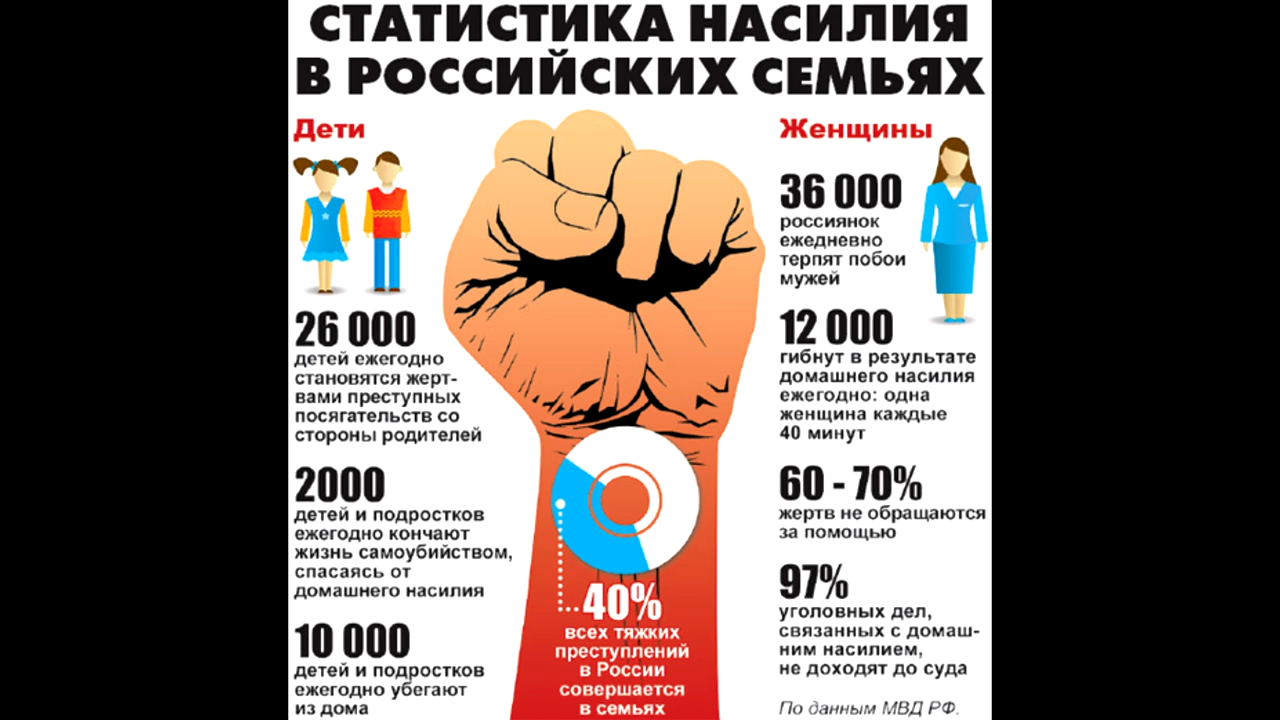 СТАТИСТИКА НАСИЛИЯ
В РОССИЙСКИХ СЕМЬЯХ
Дети
26 000
детей ежегодно
становятся жерт-
вами преступных
посягательств со
стороны родителей
2000
детей и подростков
ежегодно кончают
жизнь самоубийством,
спасаясь от
домашнего насилия
10 000
детей и подростков
ежегодно убегают
из дома
40%
всех тяжких
преступлений
в России
совершается
в семьях
Женщины
36 000
россиянок
ежедневно
терпят побои
мужей
12 000
гибнут в результате
домашнего насилия
ежегодно: одна
женщина каждые
40 минут
60 - 70%
жертв не обращаются
за помощью
97%
уголовных дел,
связанных с домаш-
ним насилием,
не доходят до суда
По данным МВД РФ.